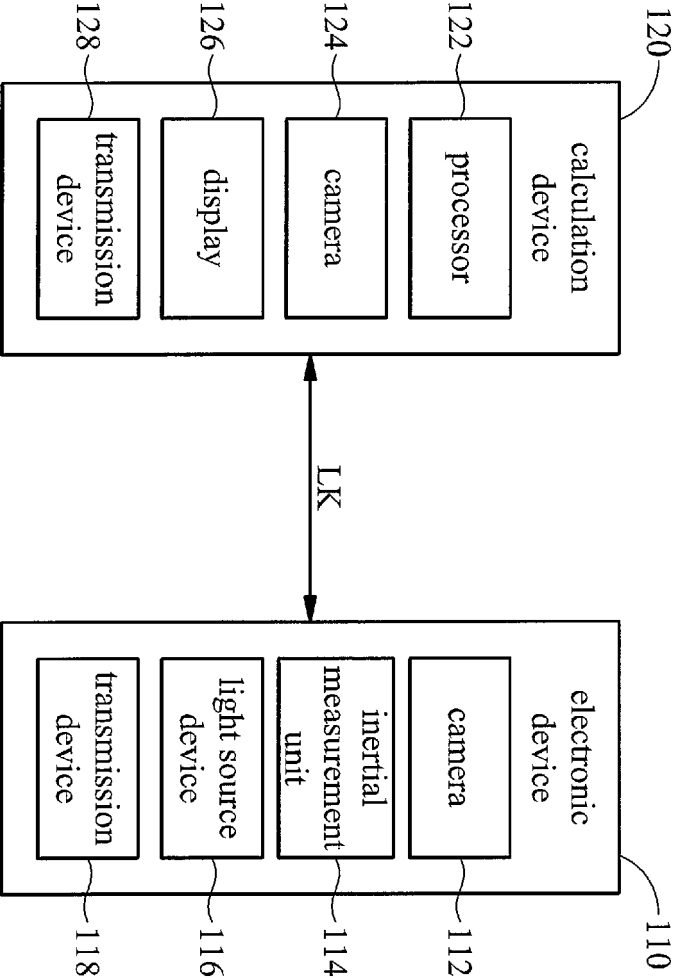 120
calculation
device
122
processor
124
camera
126
display
128
transmission
device
LK
110
electronic
device
camera
112
inertial
measurement
unit
114
light source
device
116
transmission
device
118